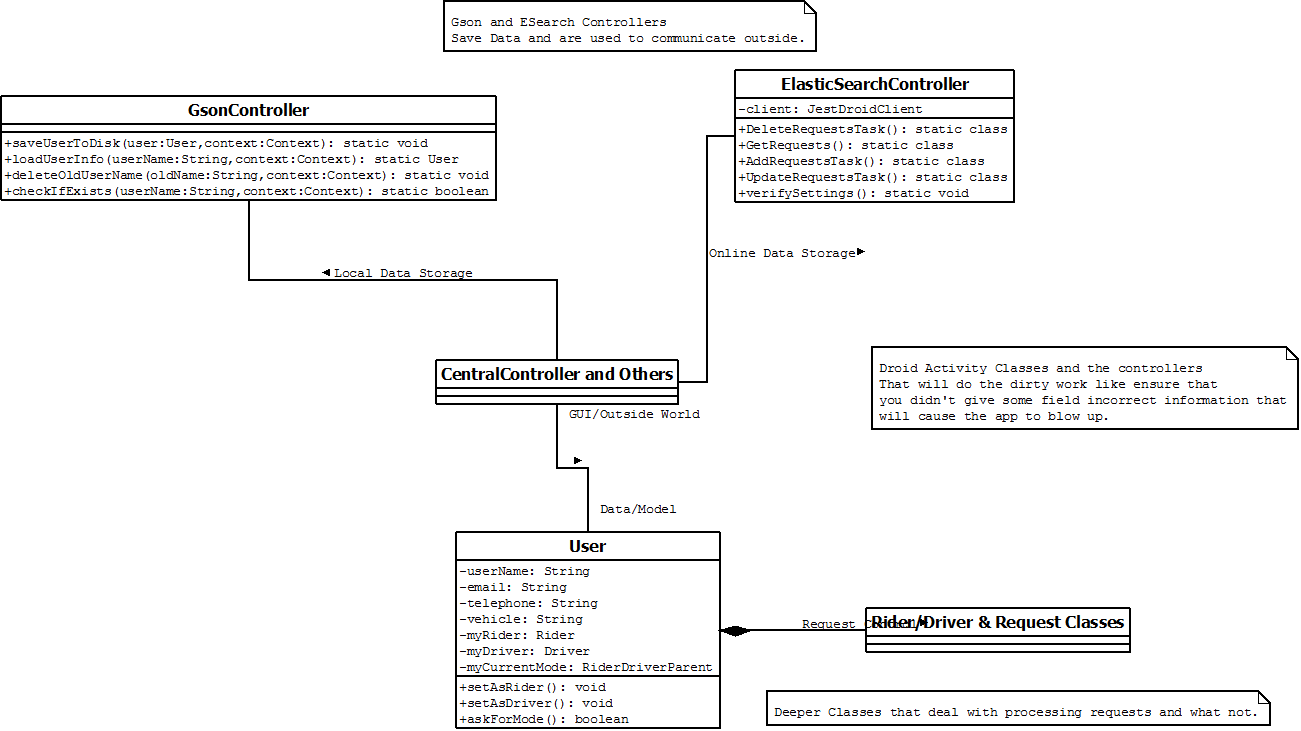 Gson and ESearch Controllers
Save Data and are used to communicate outside.
GsonController
+saveUserToDisk(user:User,context:Context): static void
+loadUserInfo(userName:String,context:Context): static User
+deleteOldUserName(oldName:String,context:Context): static void
+checkIfExists(userName:String,context:Context): static boolean
ElasticSearchController
-client: JestDroidClient
+DeleteRequestsTask(): static class
+GetRequests(): static class
+AddRequestsTask(): static class
+UpdateRequestsTask(): static class
+verifySettings(): static void
Online Data Storage
Local Data Storage
CentralController and Others
GUI/Outside World
Droid Activity Classes and the controllers
That will do the dirty work like ensure that
you didn't give some field incorrect information that
will cause the app to blow up.
Data/Model
User
-userName: String
-email: String
-telephone: String
-vehicle: String
-myRider: Rider
-myDriver: Driver
-myCurrentMode: RiderDriverParent
+setAsRider(): void
+setAsDriver(): void
+askForMode(): boolean
Request Control
Rider/Driver & Request Classes
Deeper Classes that deal with processing requests and what not.